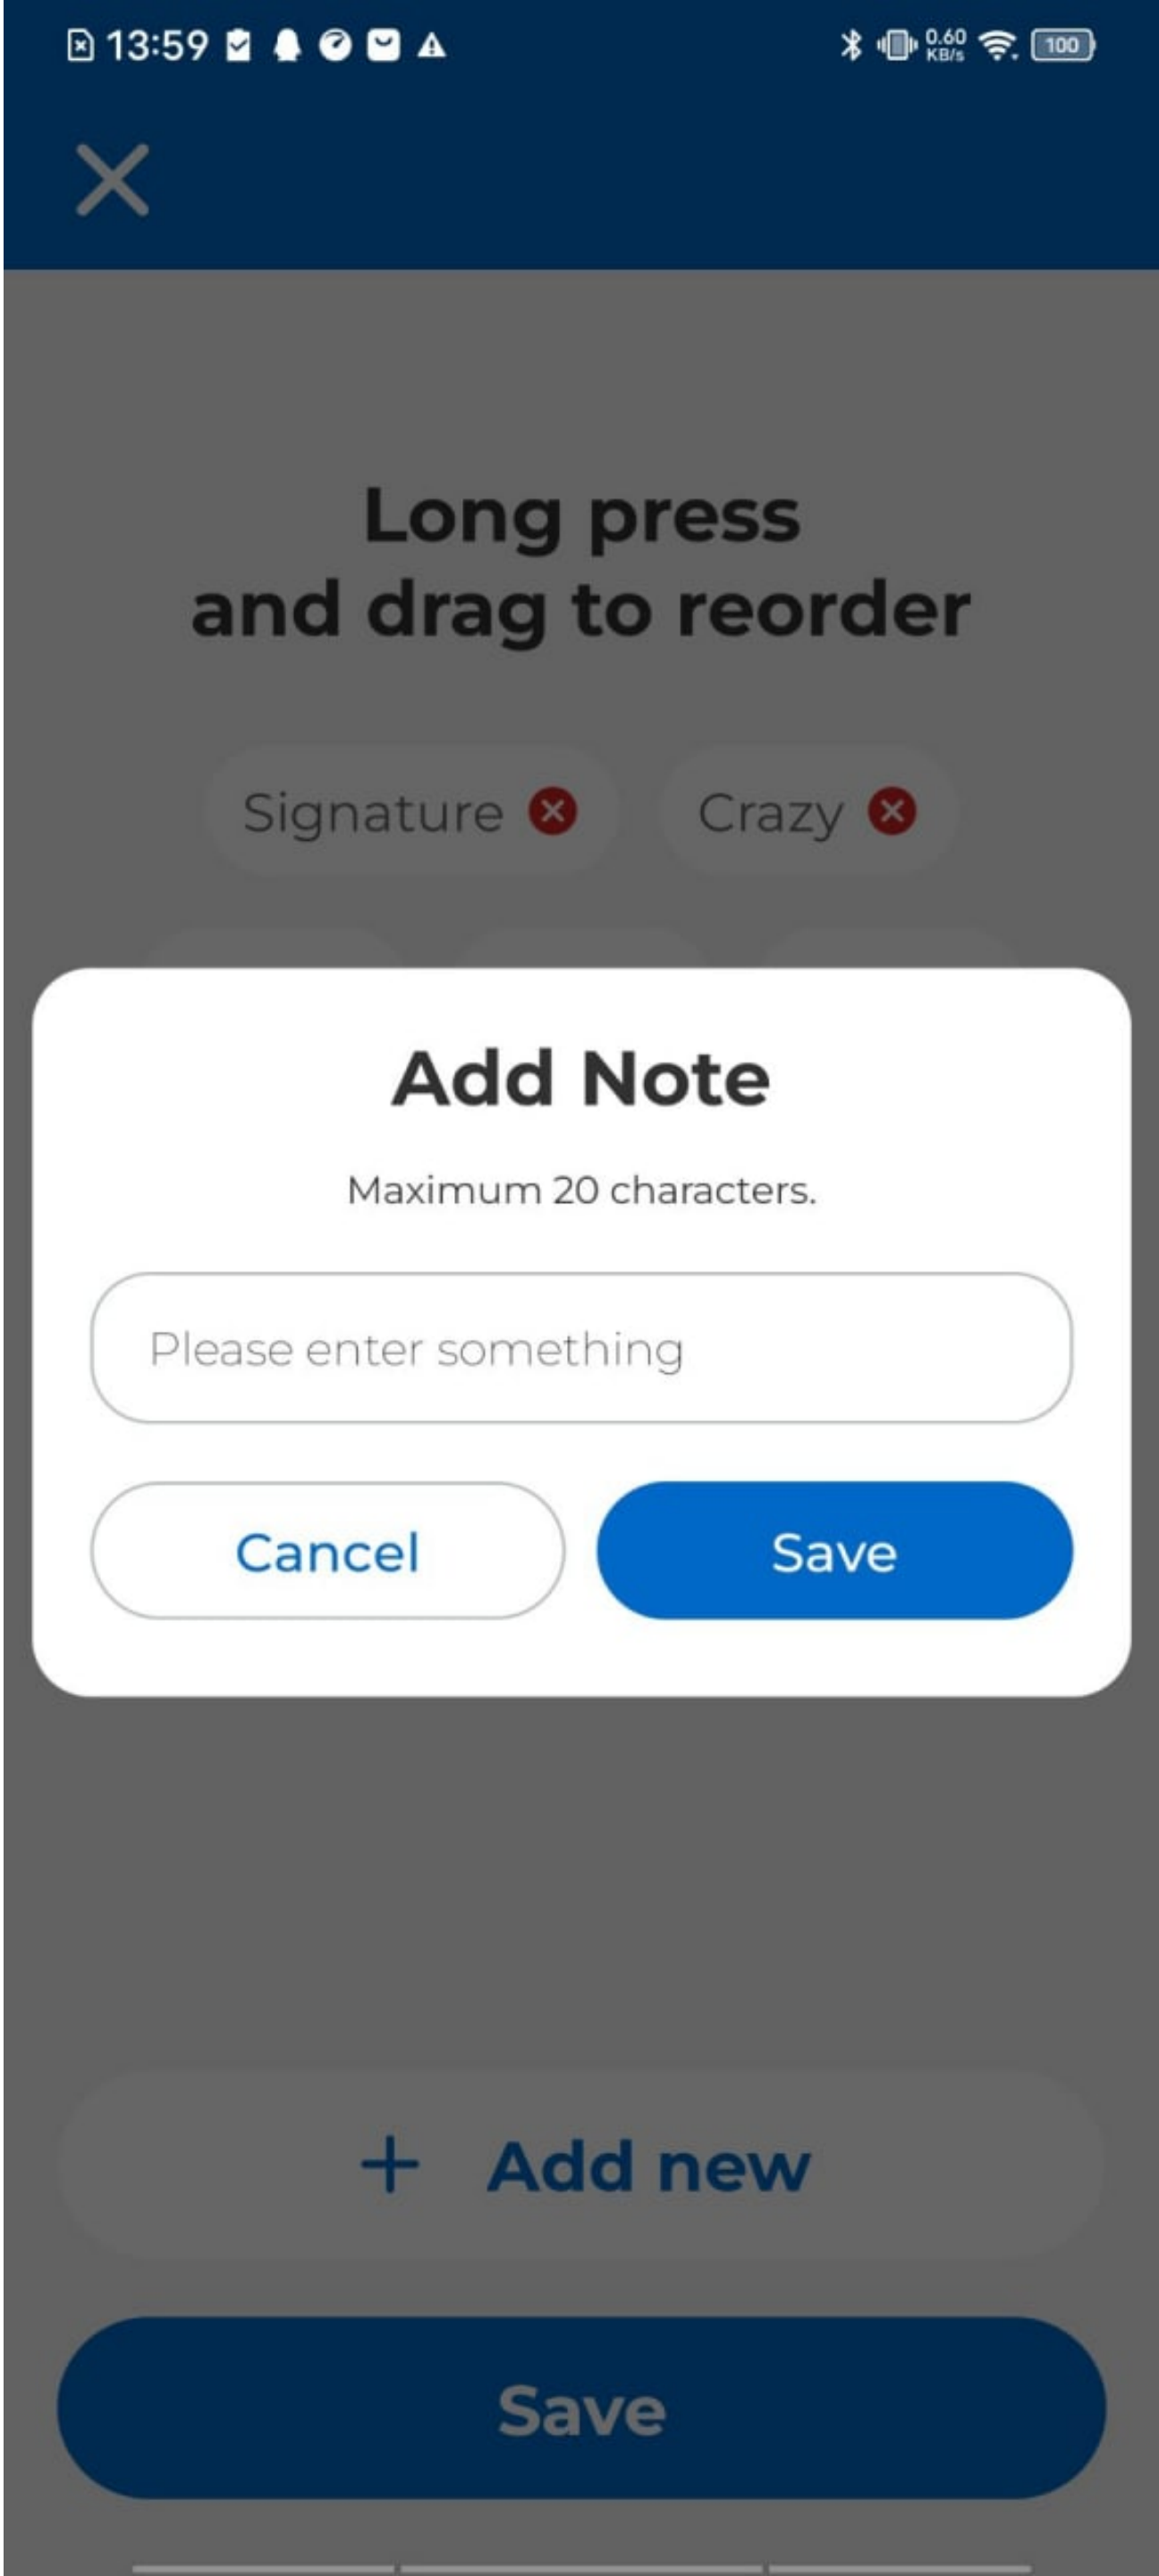 13:59
0.60
KB/s
100
Long press
and drag to reorder
Signature
Crazy
Add Note
Maximum 20 characters.
Please enter something
Cancel
Save
Add new
Save